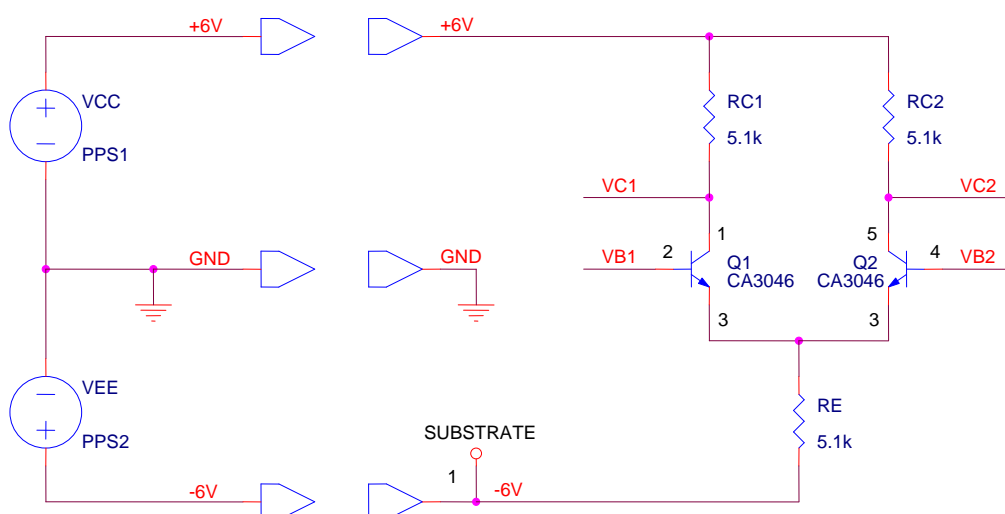 +6V
+6V
VCC
+
−
PPS1
RC1
5.1k
RC2
5.1k
VC1
VC2
1
5
GND
GND
VB1
2
Q1
CA3046
Q2
CA3046
4
VB2
3
3
VEE
−
+
PPS2
RE
5.1k
SUBSTRATE
1
-6V
-6V